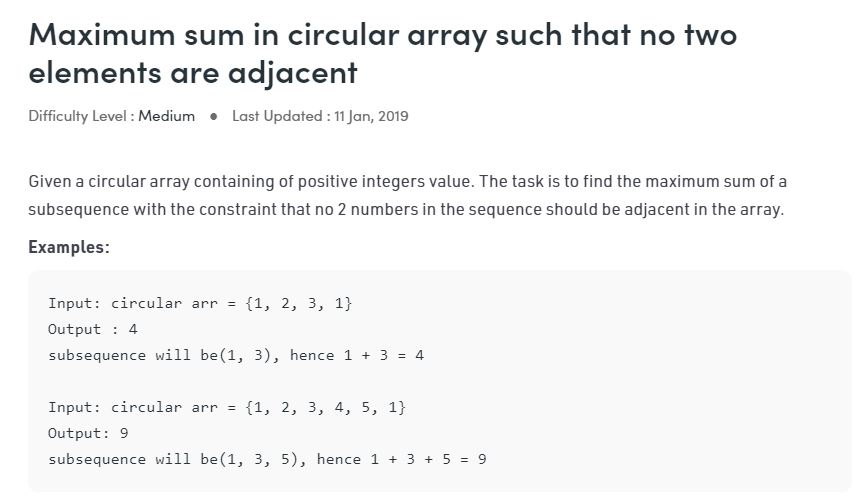 Maximum sum in circular array such that no two
elements are adjacent
Difficulty Level : Medium ● Last Updated : 11 Jan, 2019
Given a circular array containing of positive integers value. The task is to find the maximum sum of a
subsequence with the constraint that no 2 numbers in the sequence should be adjacent in the array.
Examples:
Input: circular arr = {1, 2, 3, 1}
Output : 4
subsequence will be(1, 3), hence 1 + 3 = 4
Input: circular arr = {1, 2, 3, 4, 5, 1}
Output: 9
subsequence will be(1, 3, 5), hence 1 + 3 + 5 = 9